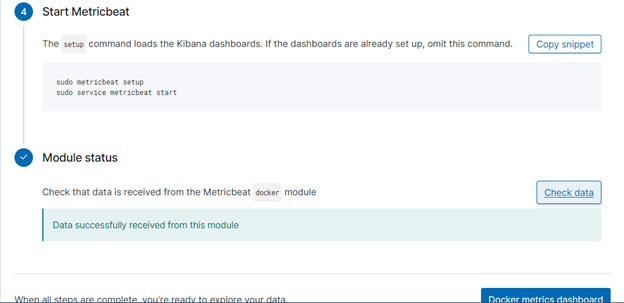 4 Start Metricbeat
The setup command loads the Kibana dashboards. If the dashboards are already set up, omit this command. Copy snippet
sudo metricbeat setup
sudo service metricbeat start
Module status
Check that data is received from the Metricbeat docker module Check data
Data successfully received from this module
When all steps are complete, you're ready to explore your data. Docker metrics dashboard